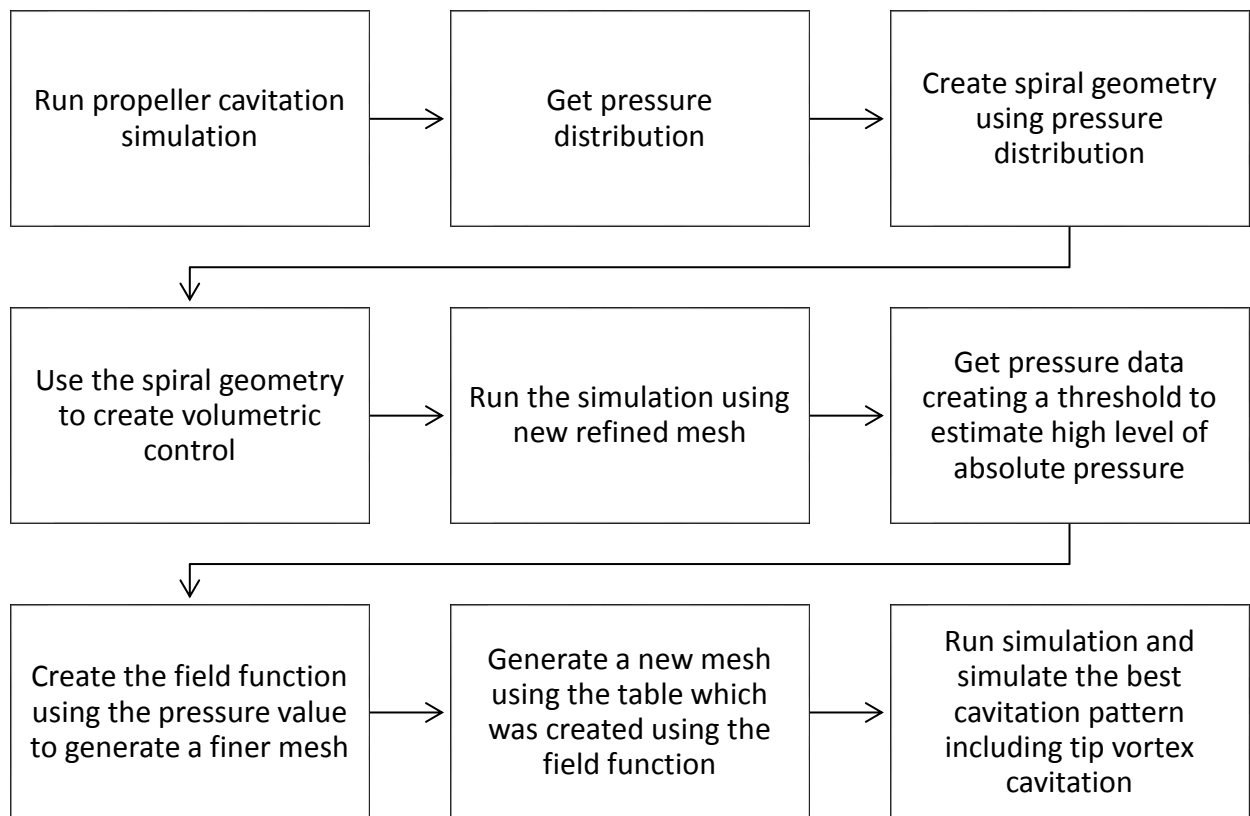 Run propeller cavitation
simulation
Get pressure
distribution
Create spiral geometry
using pressure
distribution
Use the spiral geometry
to create volumetric
control
Run the simulation using
new refined mesh
Get pressure data
creating a threshold to
estimate high level of
absolute pressure
Create the field function
using the pressure value
to generate a finer mesh
Generate a new mesh
using the table which
was created using the
field function
Run simulation and
simulate the best
cavitation pattern
including tip vortex
cavitation